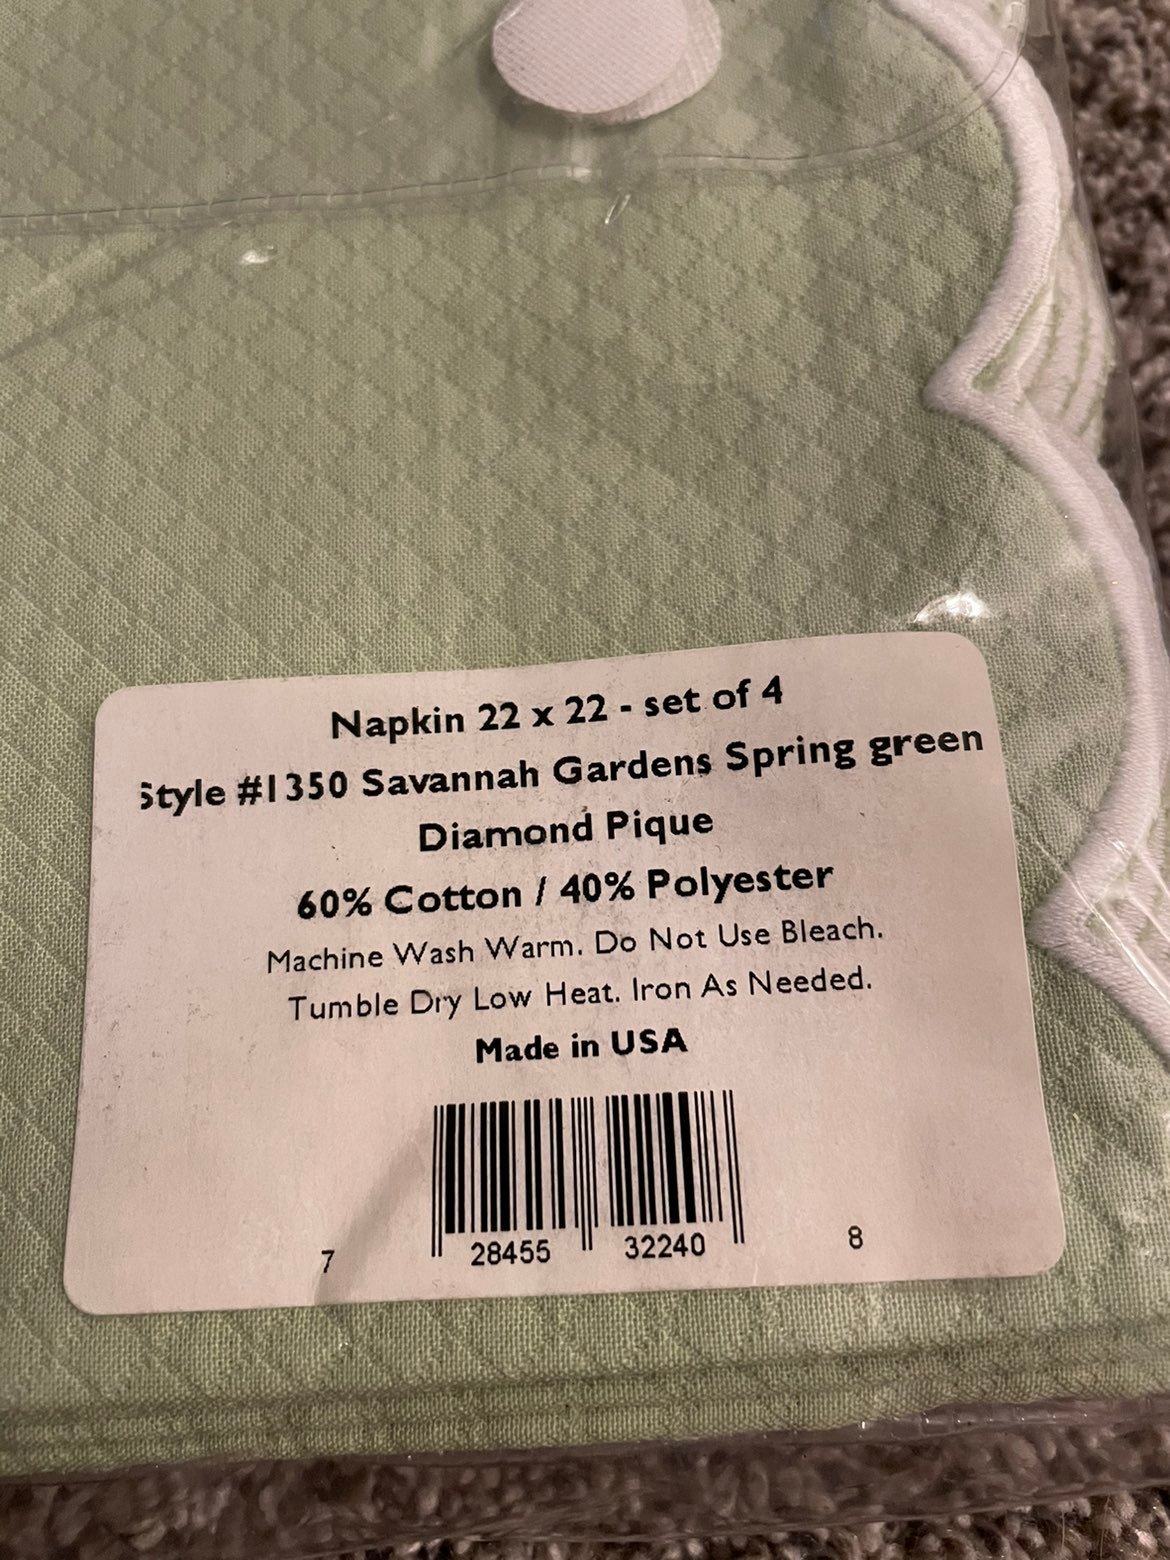 Napkin 22 x 22 - set of 4
Style #1350 Savannah Gardens Spring green
Diamond Pique
60% Cotton / 40% Polyester
Machine Wash Warm. Do Not Use Bleach.
Tumble Dry Low Heat. Iron As Needed.
Made in USA
7 28455 32240 8